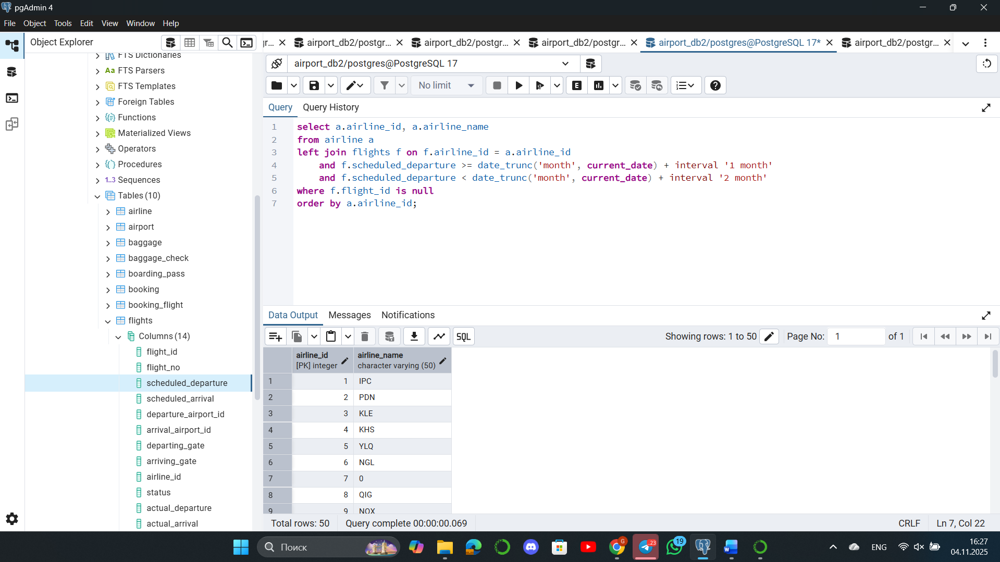 pgAdmin 4
File Object Tools Edit View Window Help
Object Explorer
gr...
airport_db2/postgr...
airport_db2/postgr...
airport_db2/postgr...
airport_db2/postgres@PostgreSQL 17*
airport_db2/postgr...
airport_db2/postgres@PostgreSQL 17
No limit
E
Query Query History
FTS Dictionaries
Aa FTS Parsers
FTS Templates
Foreign Tables
Functions
Materialized Views
Operators
Procedures
1..3 Sequences
Tables (10)
airline
airport
baggage
baggage_check
boarding_pass
booking
booking_flight
flights
Columns (14)
flight_id
flight_no
scheduled_departure
scheduled_arrival
departure_airport_id
arrival_airport_id
departing_gate
arriving_gate
airline_id
status
actual_departure
actual_arrival
1 select a.airline_id, a.airline_name
2 from airline a
3 left join flights f on f.airline_id = a.airline_id
4 and f.scheduled_departure >= date_trunc('month', current_date) + interval '1 month'
5 and f.scheduled_departure < date_trunc('month', current_date) + interval '2 month'
6 where f.flight_id is null
7 order by a.airline_id;
Data Output Messages Notifications
SQL
Showing rows: 1 to 50
Page No: 1 of 1
airline_id airline_name
[PK] integer character varying (50)
1 1 IPC
2 2 PDN
3 3 KLE
4 4 KHS
5 5 YLQ
6 6 NGL
7 7 0
8 8 QIG
9 9 NOX
Total rows: 50 Query complete 00:00:00.069 CRLF Ln 7, Col 22
Поиск
G
23
19
W
ENG
16:27
04.11.2025